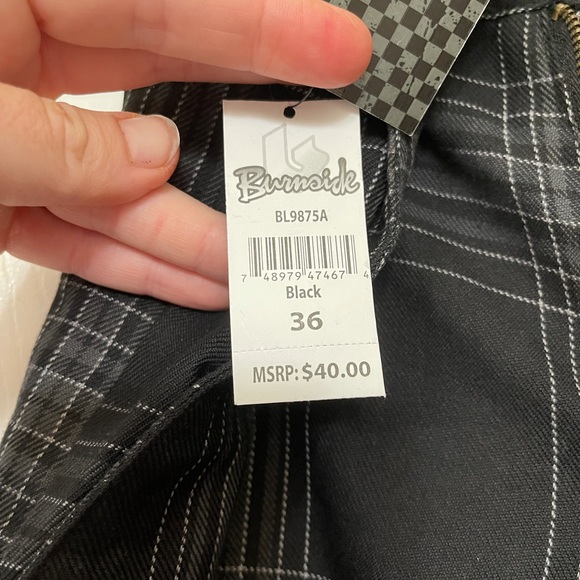 Burnside
BL9875A
7 48979 47467 4
Black
36
MSRP: $40.00